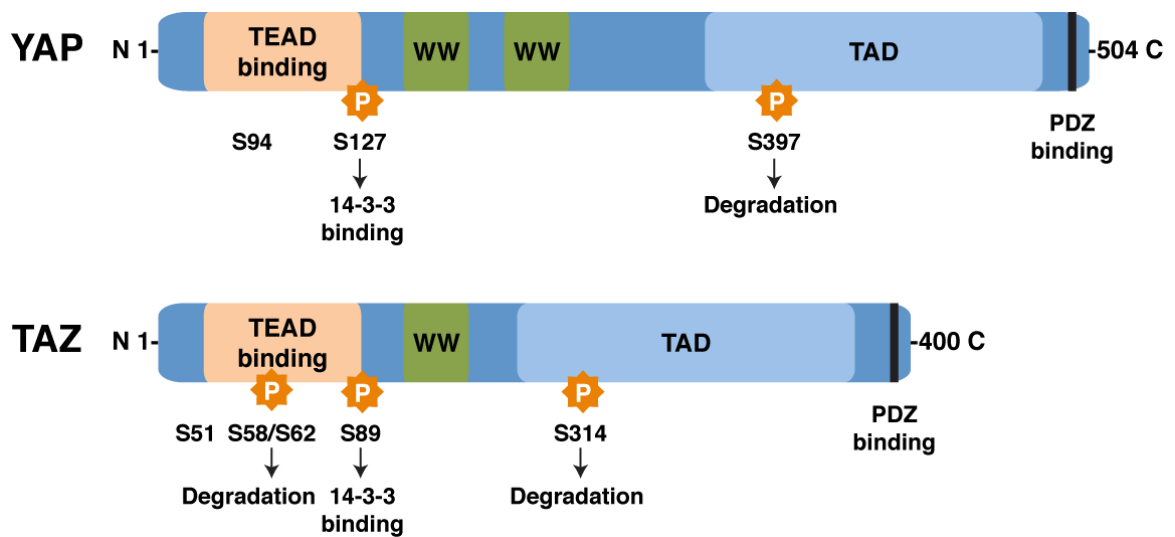 YAP N 1- TEAD binding WW WW TAD -504 C
P P
S94 S127 S397 PDZ binding
14-3-3 binding Degradation
TAZ N 1- TEAD binding WW TAD -400 C
P P P
S51 S58/S62 S89 S314 PDZ binding
Degradation 14-3-3 binding Degradation